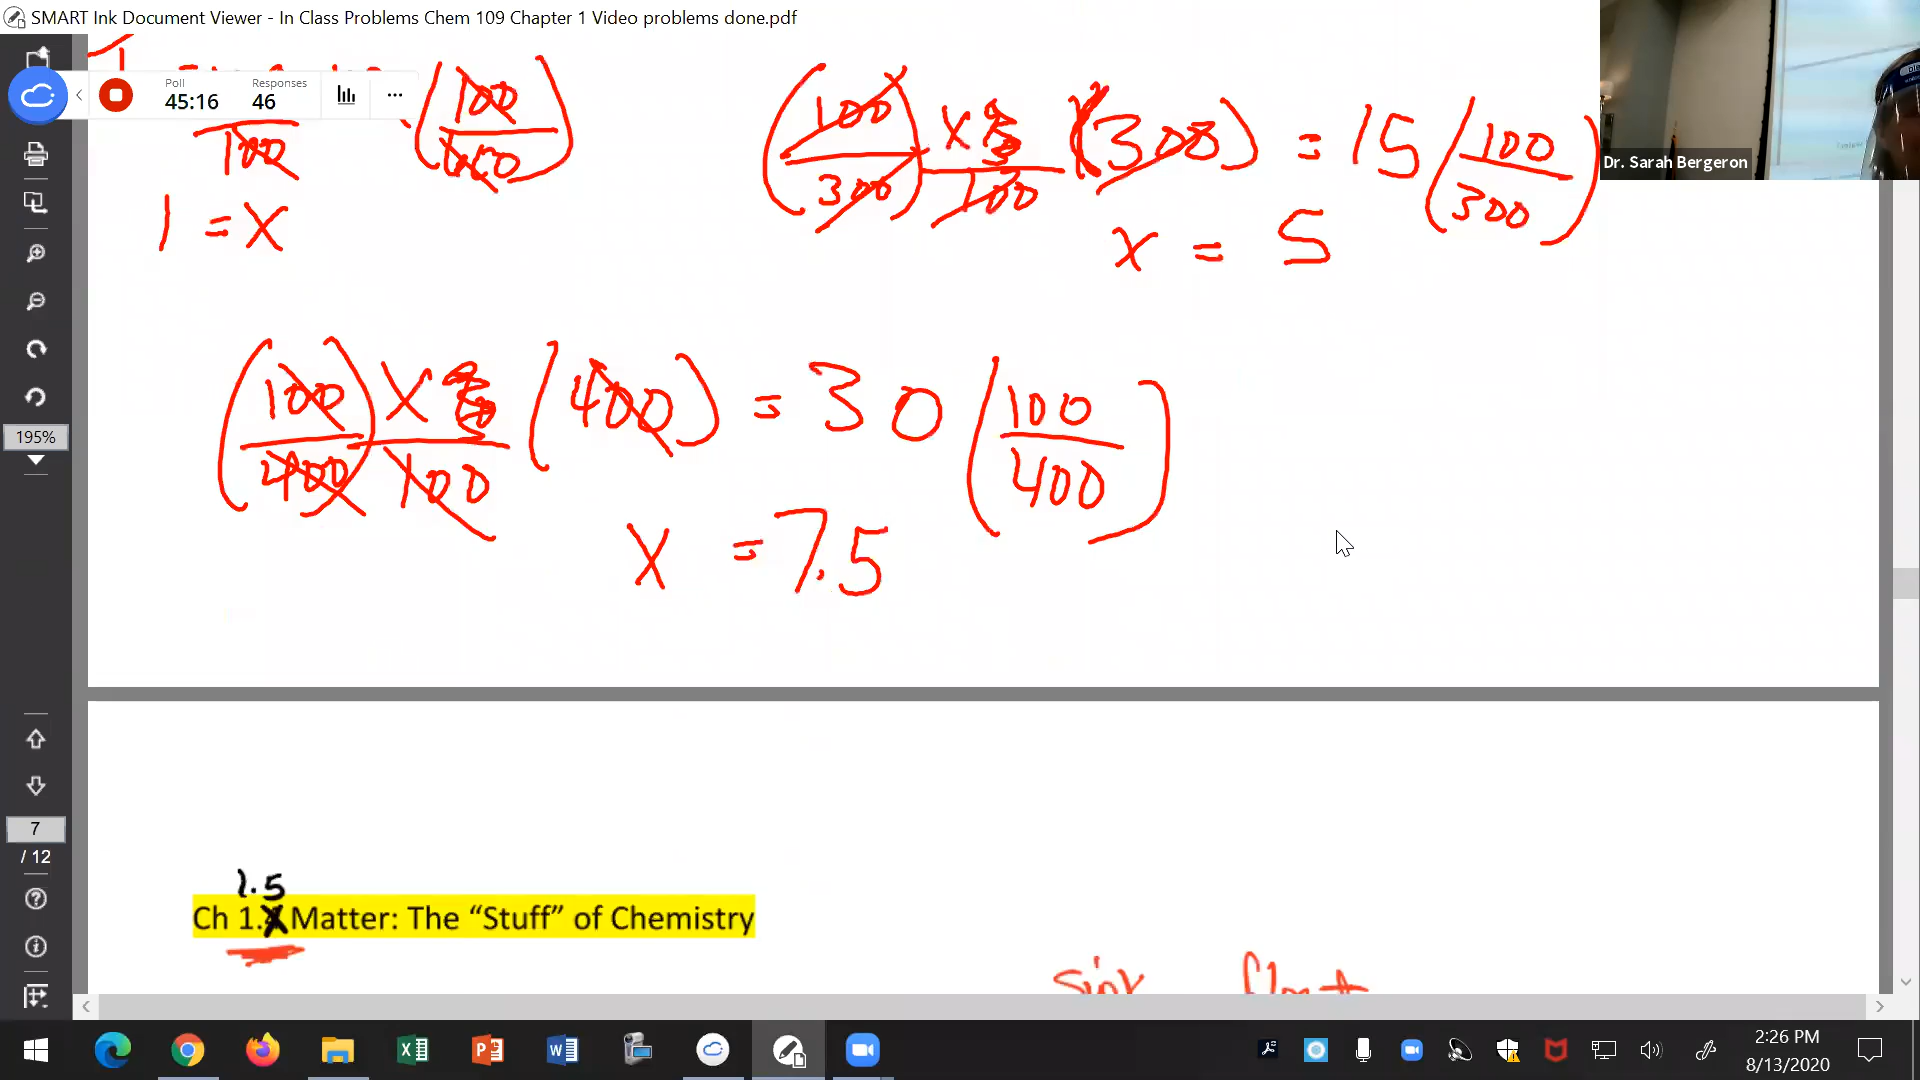 SMART Ink Document Viewer - In Class Problems Chem 109 Chapter 1 Video problems done.pdf
Poll
45:16
Responses
46
...
(100/100)
100
1 = X
(100/300) X/100 (300) = 15 (100/300)
x = 5
Dr. Sarah Bergeron
(100/400) X/100 (400) = 30 (100/400)
X = 7.5
195%
7
/ 12
1.5
Ch 1. Matter: The “Stuff” of Chemistry
sink float
2:26 PM
8/13/2020